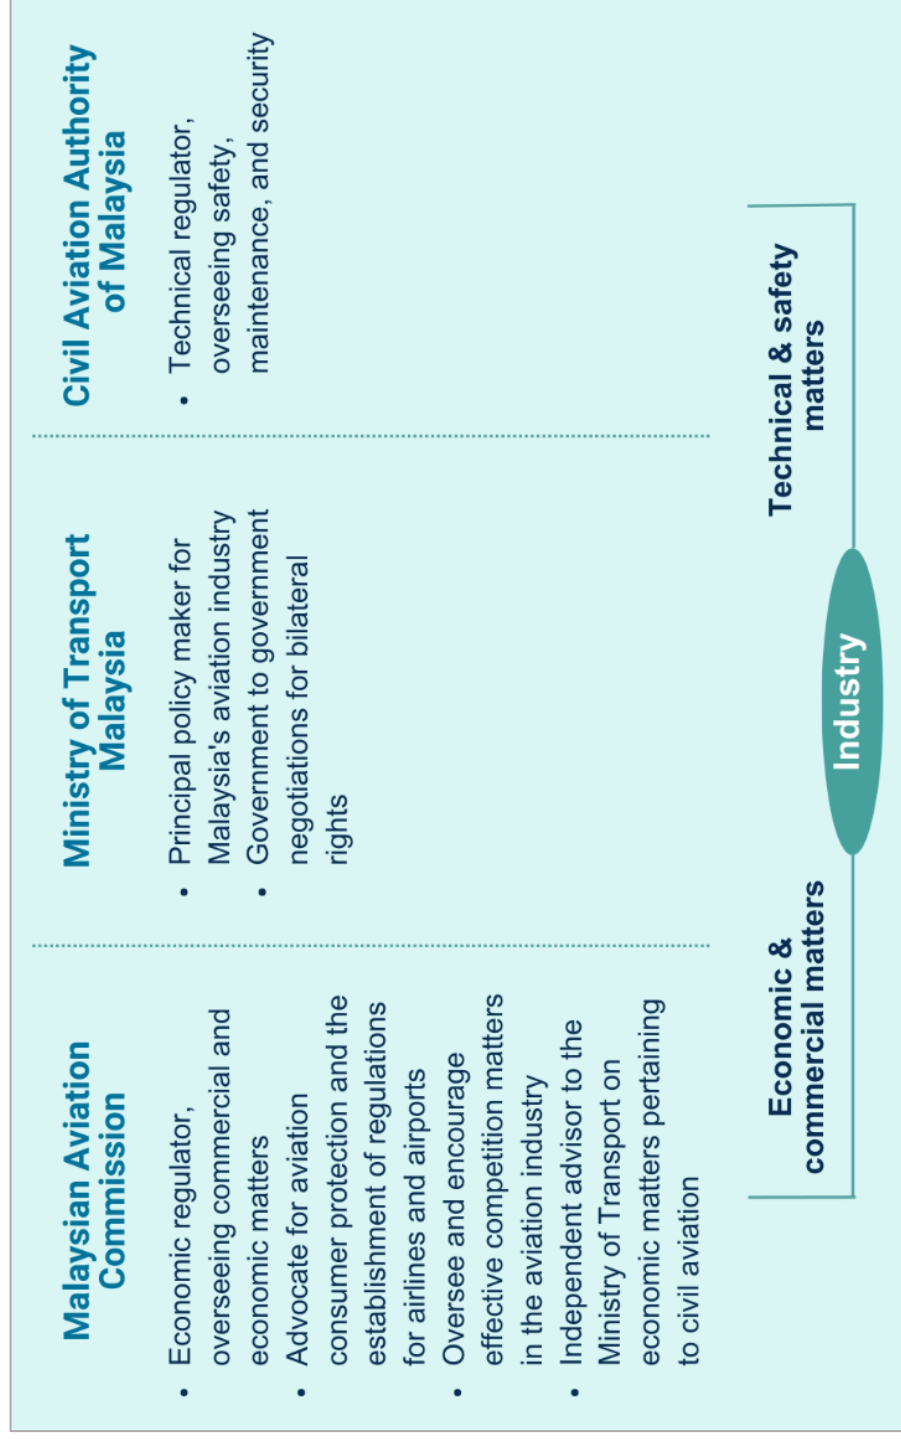 Malaysian Aviation
Commission
• Economic regulator,
overseeing commercial and
economic matters
• Advocate for aviation
consumer protection and the
establishment of regulations
for airlines and airports
• Oversee and encourage
effective competition matters
in the aviation industry
• Independent advisor to the
Ministry of Transport on
economic matters pertaining
to civil aviation
Ministry of Transport
Malaysia
• Principal policy maker for
Malaysia's aviation industry
• Government to government
negotiations for bilateral
rights
Civil Aviation Authority
of Malaysia
• Technical regulator,
overseeing safety,
maintenance, and security
Economic &
commercial matters
Industry
Technical & safety
matters